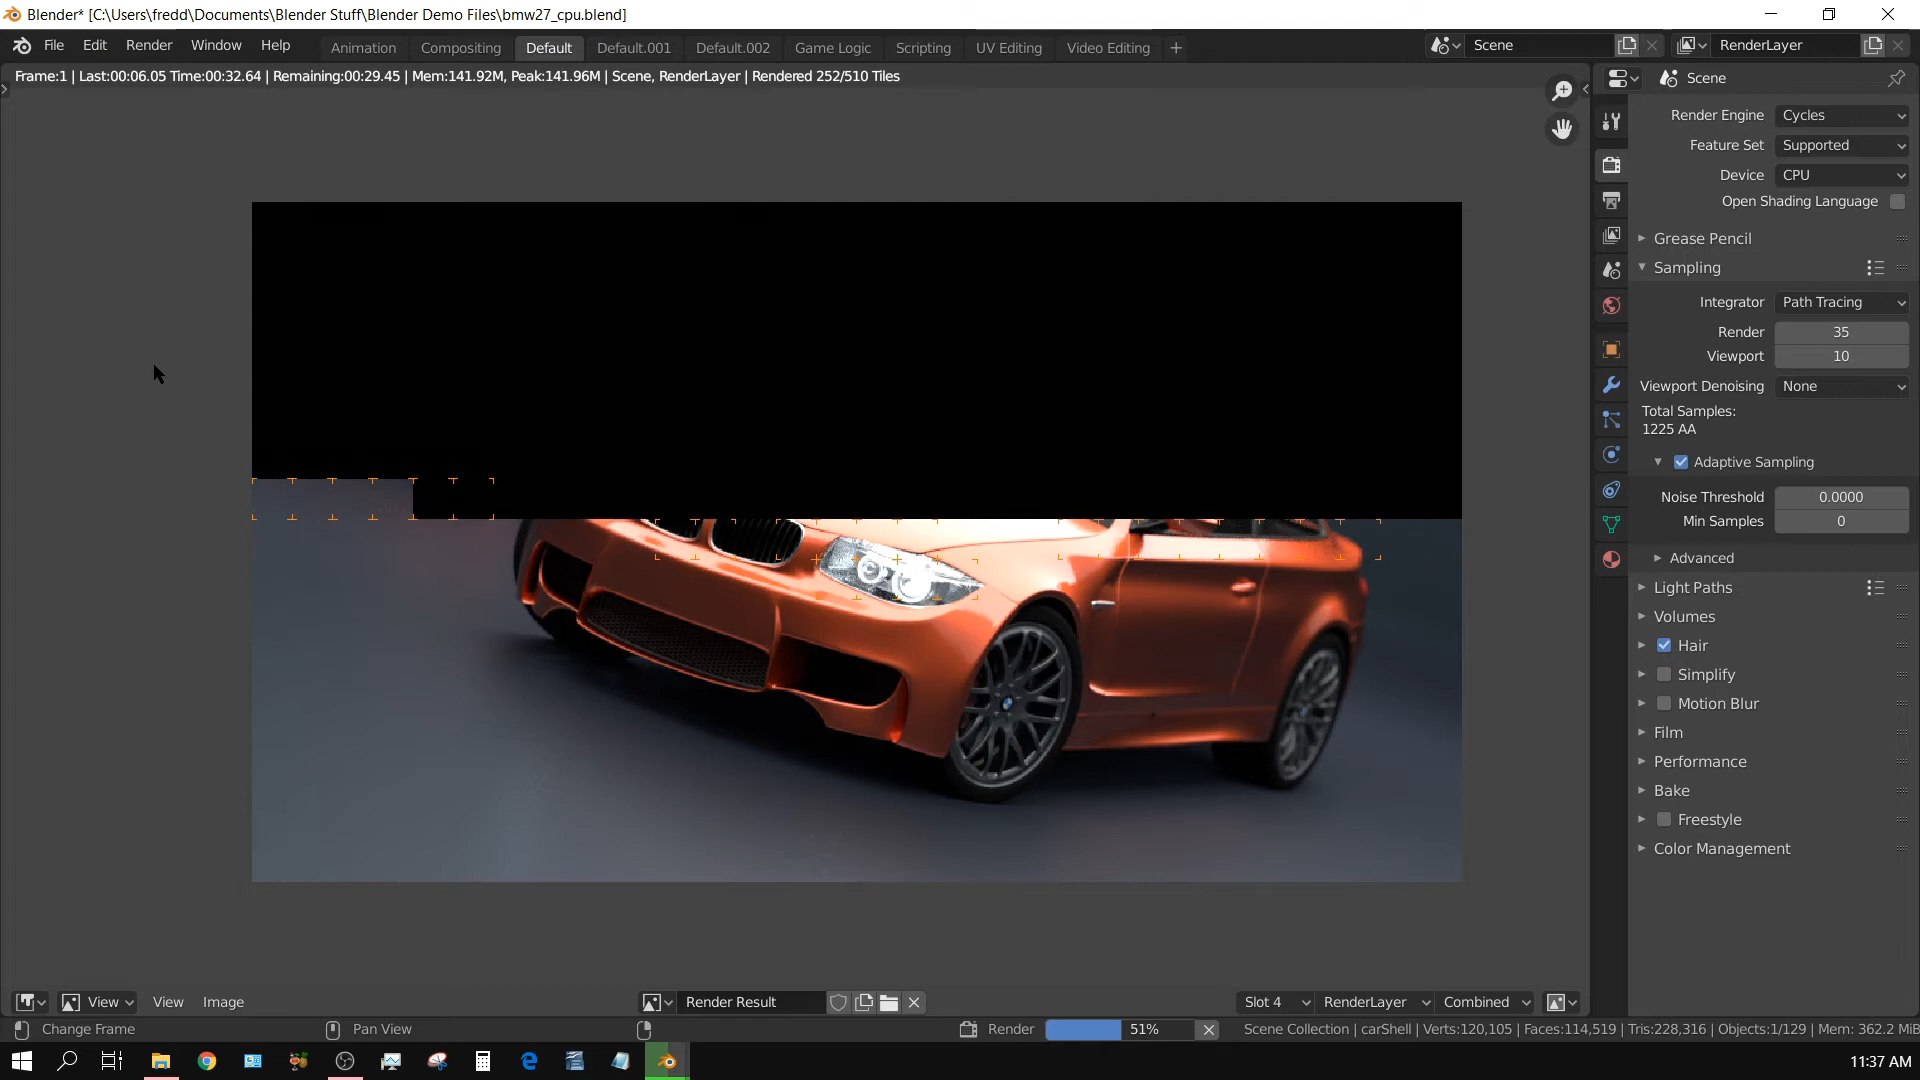 Blender* [C:\Users\fredd\Documents\Blender Stuff\Blender Demo Files\bmw27_cpu.blend]
File Edit Render Window Help Animation Compositing Default Default.001 Default.002 Game Logic Scripting UV Editing Video Editing + Scene RenderLayer
Frame:1 | Last:00:06.05 Time:00:32.64 | Remaining:00:29.45 | Mem:141.92M, Peak:141.96M | Scene, RenderLayer | Rendered 252/510 Tiles
Scene
Render Engine Cycles
Feature Set Supported
Device CPU
Open Shading Language
Grease Pencil
Sampling
Integrator Path Tracing
Render 35
Viewport 10
Viewport Denoising None
Total Samples:
1225 AA
Adaptive Sampling
Noise Threshold 0.0000
Min Samples 0
Advanced
Light Paths
Volumes
Hair
Simplify
Motion Blur
Film
Performance
Bake
Freestyle
Color Management
View View Image Render Result Slot 4 RenderLayer Combined
Change Frame Pan View Render 51% Scene Collection | carShell | Verts:120,105 | Faces:114,519 | Tris:228,316 | Objects:1/129 | Mem: 362.2 MiB
11:37 AM